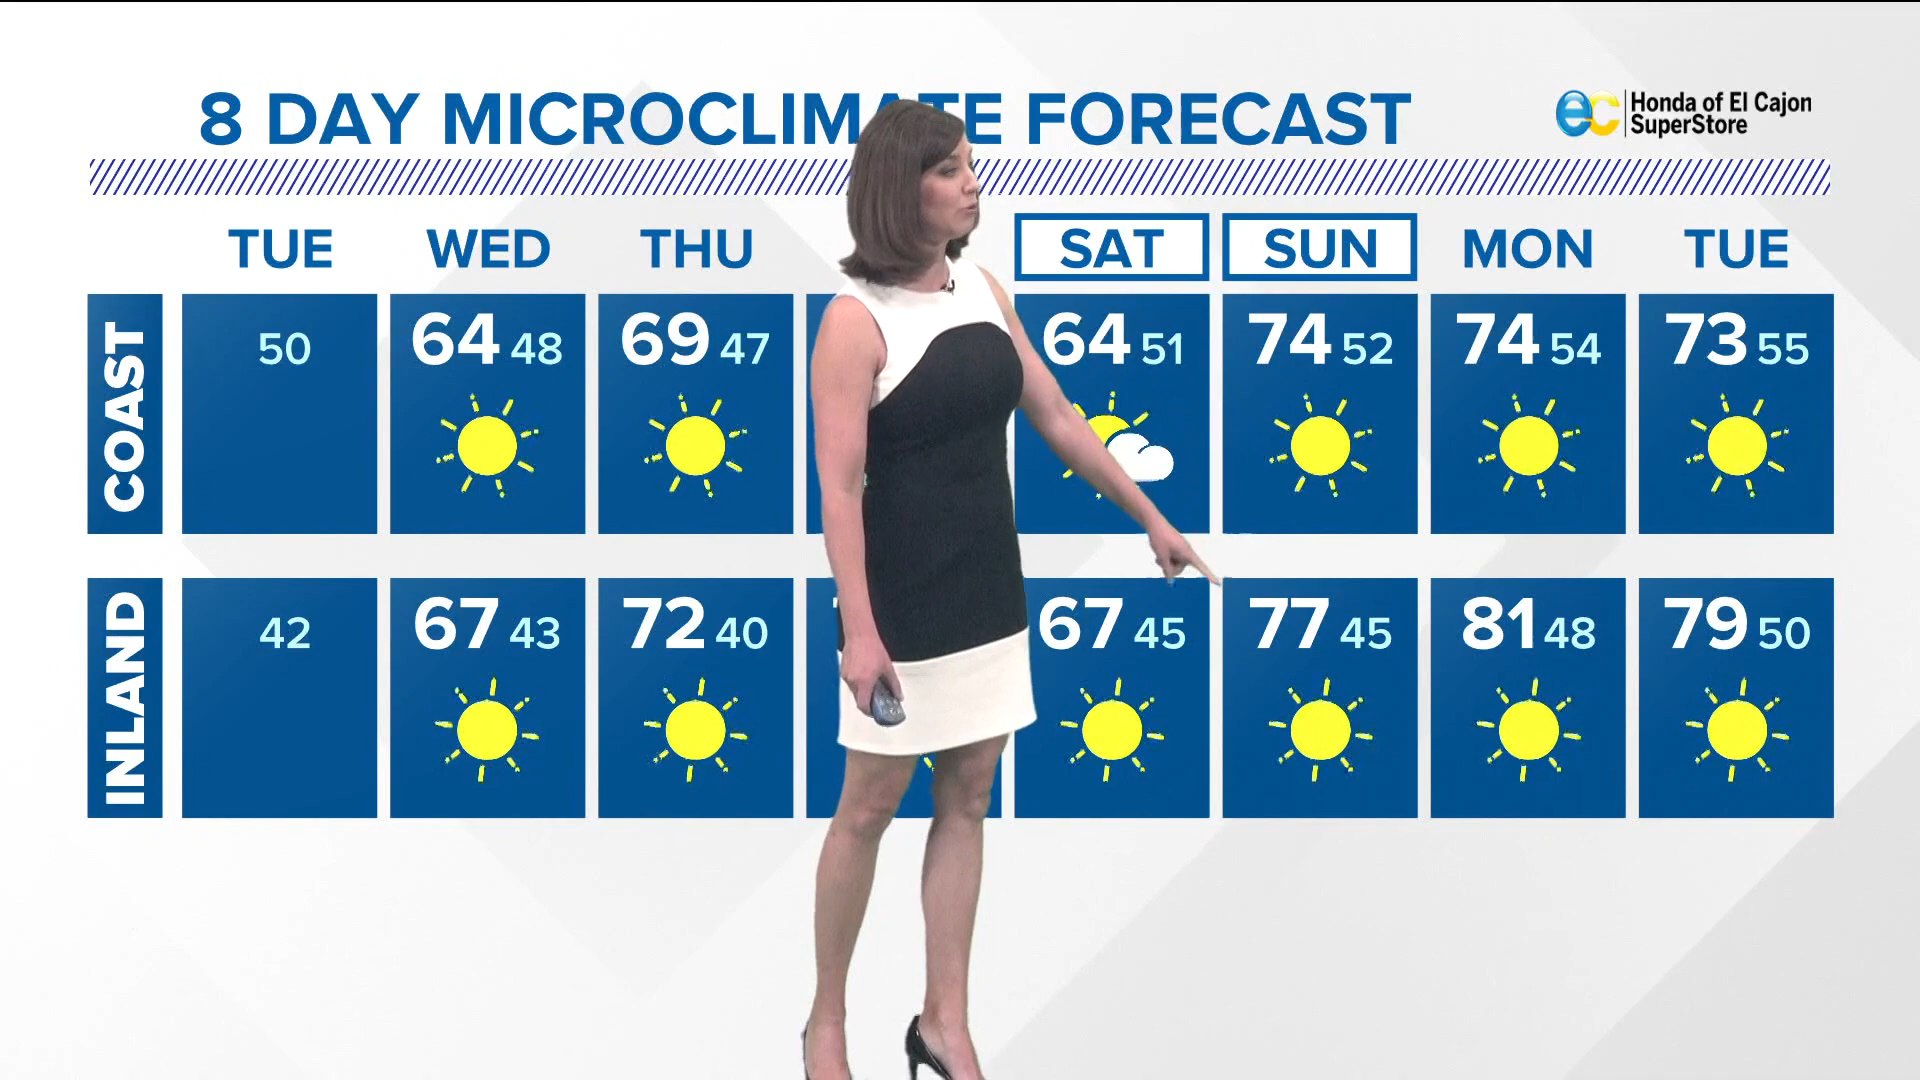 8 DAY MICROCLIMATE FORECAST
Honda of El Cajon
SuperStore
TUE WED THU SAT SUN MON TUE
COAST
50 64 48 69 47 64 51 74 52 74 54 73 55
INLAND
42 67 43 72 40 67 45 77 45 81 48 79 50